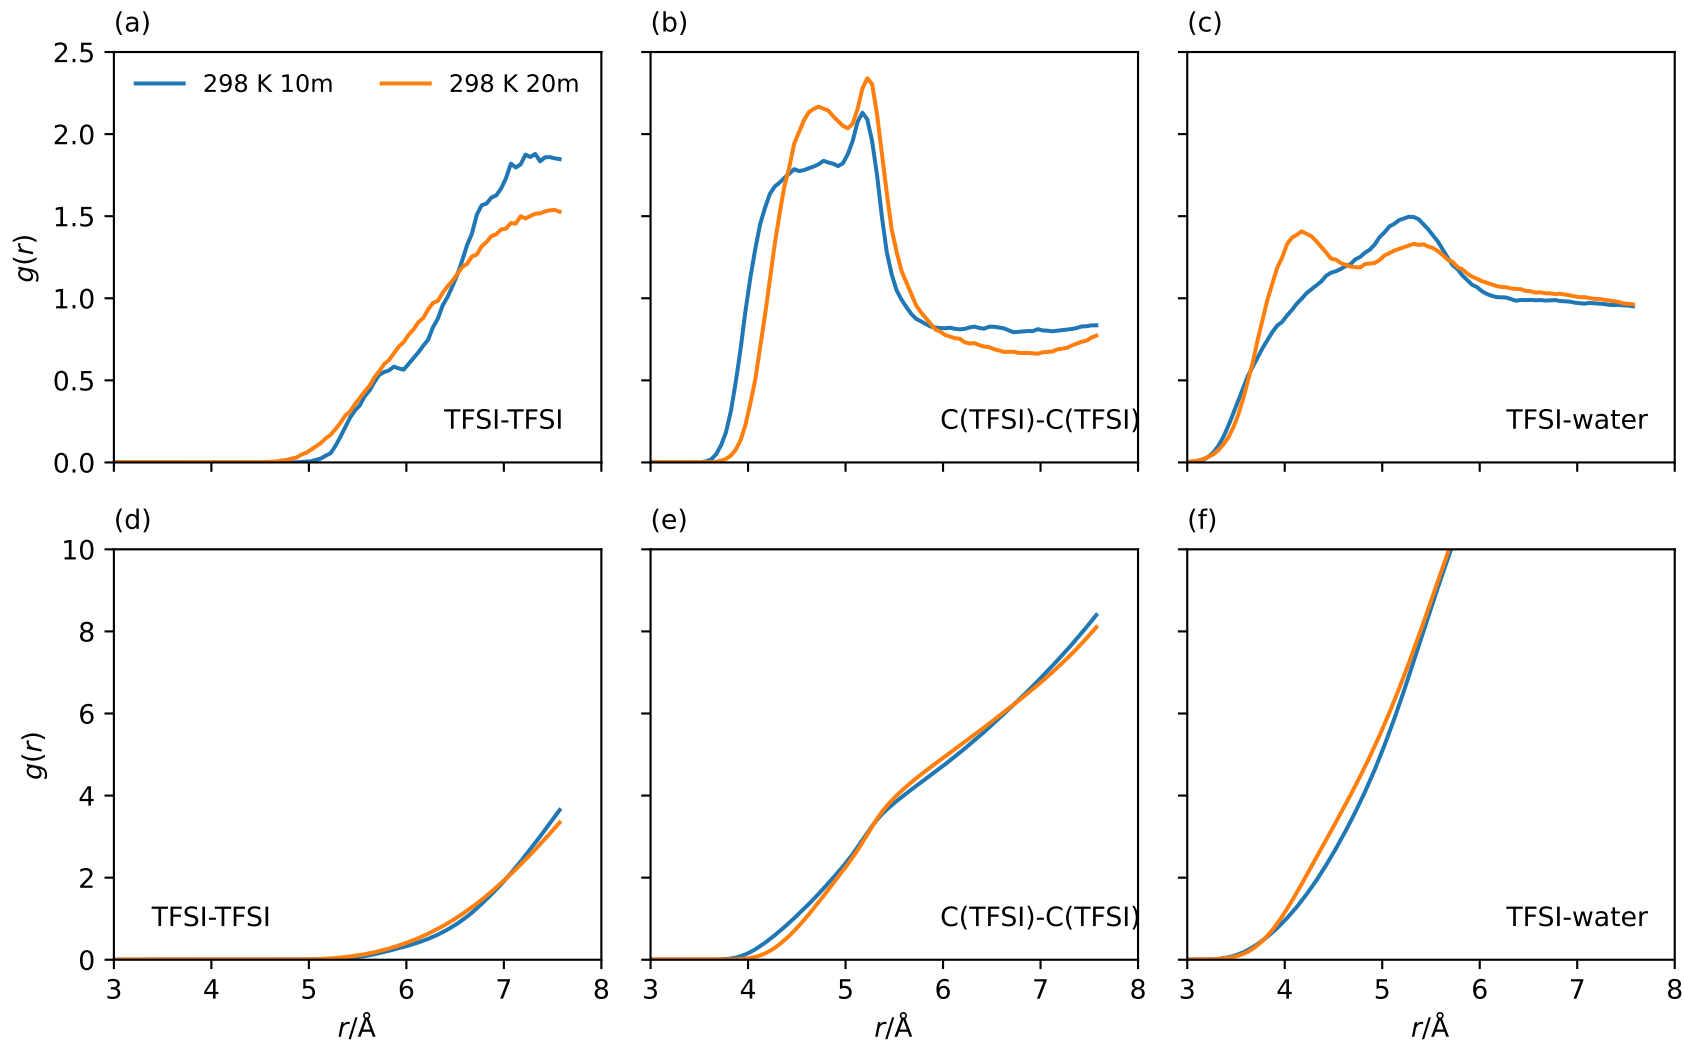 (a) (b) (c)
2.5
298 K 10m 298 K 20m
2.0
1.5
g(r)
1.0
0.5
TFSI-TFSI C(TFSI)-C(TFSI) TFSI-water
0.0
(d) (e) (f)
10
8
6
g(r)
4
2
TFSI-TFSI C(TFSI)-C(TFSI) TFSI-water
0
3 4 5 6 7 8 3 4 5 6 7 8 3 4 5 6 7 8
r/Å r/Å r/Å